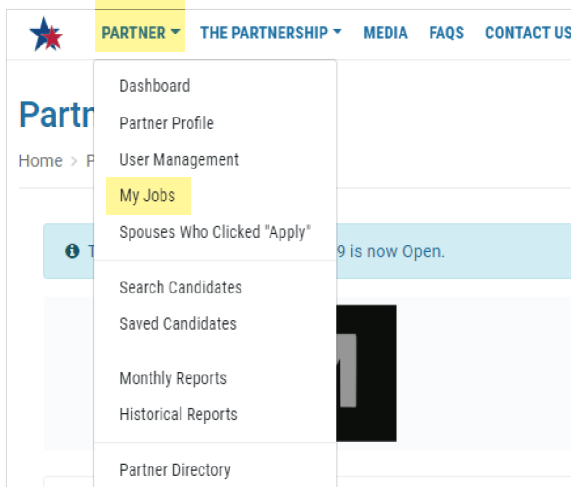 PARTNER THE PARTNERSHIP MEDIA FAQS CONTACT US
Dashboard
Partner Profile
Home > P
User Management
My Jobs
Spouses Who Clicked "Apply"
9 is now Open.
Search Candidates
Saved Candidates
Monthly Reports
Historical Reports
Partner Directory